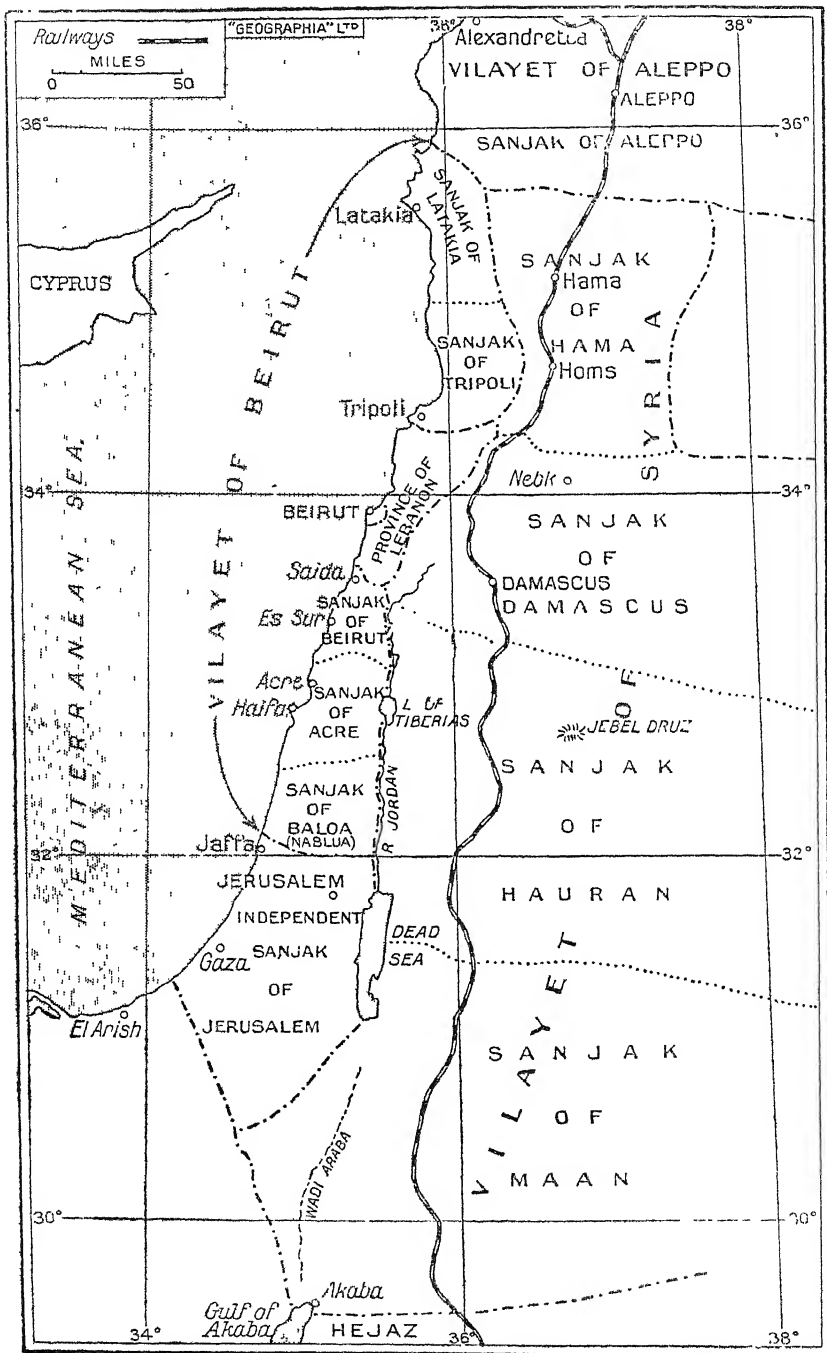 Railways
MILES
0 50
"GEOGRAPHIA" LTD
36°
38°
Alexandretta
VILAYET OF ALEPPO
ALEPPO
36°
36°
SANJAK OF ALEPPO
SANJAK OF
LATAKIA
Latakia
CYPRUS
SANJAK
Hama
OF
HAMA
Homs
SANJAK
OF
TRIPOLI
Tripoli
VILAYET OF BEIRUT
MEDITERRANEAN SEA.
VILAYET OF SYRIA
34°
34°
Nebk
BEIRUT
PROVINCE OF
LEBANON
SANJAK
OF
DAMASCUS
DAMASCUS
Saida
SANJAK
OF
BEIRUT
Es Sur
Acre
Haifa
SANJAK
OF
ACRE
L OF
TIBERIAS
JEBEL DRUZ
SANJAK
OF
HAURAN
SANJAK
OF
BALOA
(NABLUA)
R JORDAN
Jaffa
32°
32°
JERUSALEM
INDEPENDENT
SANJAK
OF
JERUSALEM
DEAD
SEA
Gaza
El Arish
SANJAK
OF
MAAN
WADI ARABA
30°
30°
Akaba
Gulf of
Akaba
HEJAZ
34°
36°
38°